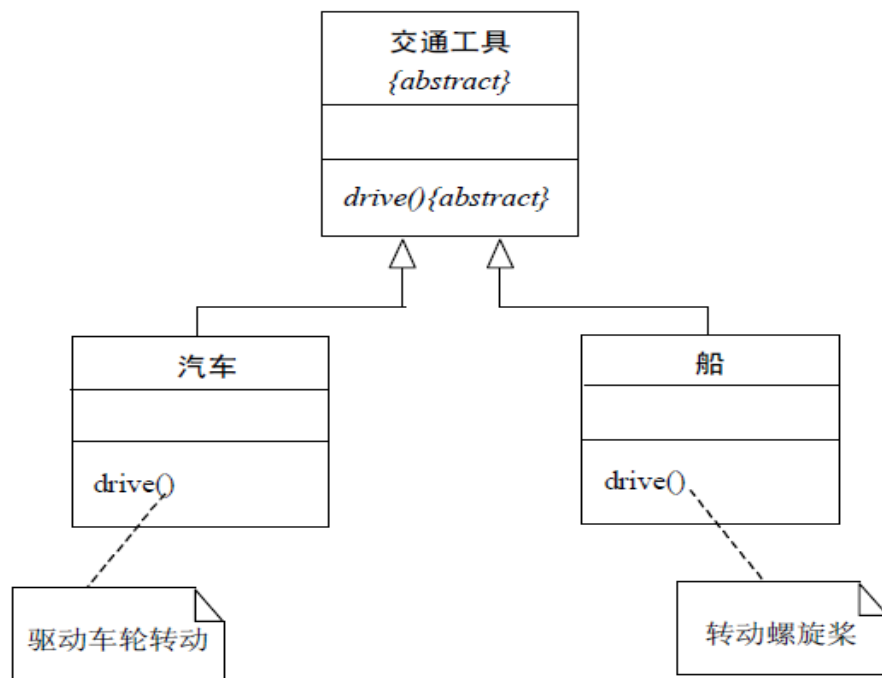 交通工具
{abstract}
drive(){abstract}
汽车
drive()
船
drive()
驱动车轮转动
转动螺旋桨